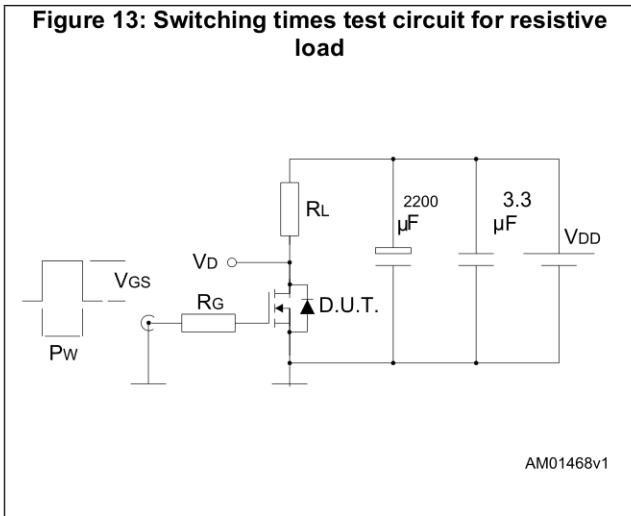 Figure 13: Switching times test circuit for resistive
load
RL
2200
μF
3.3
μF
VDD
VD
VGS
RG
D.U.T.
PW
AM01468v1